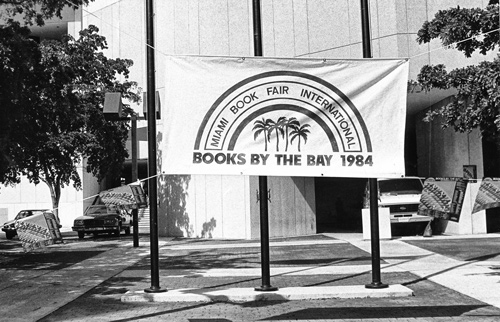 MIAMI BOOK FAIR INTERNATIONAL
BOOKS BY THE BAY 1984